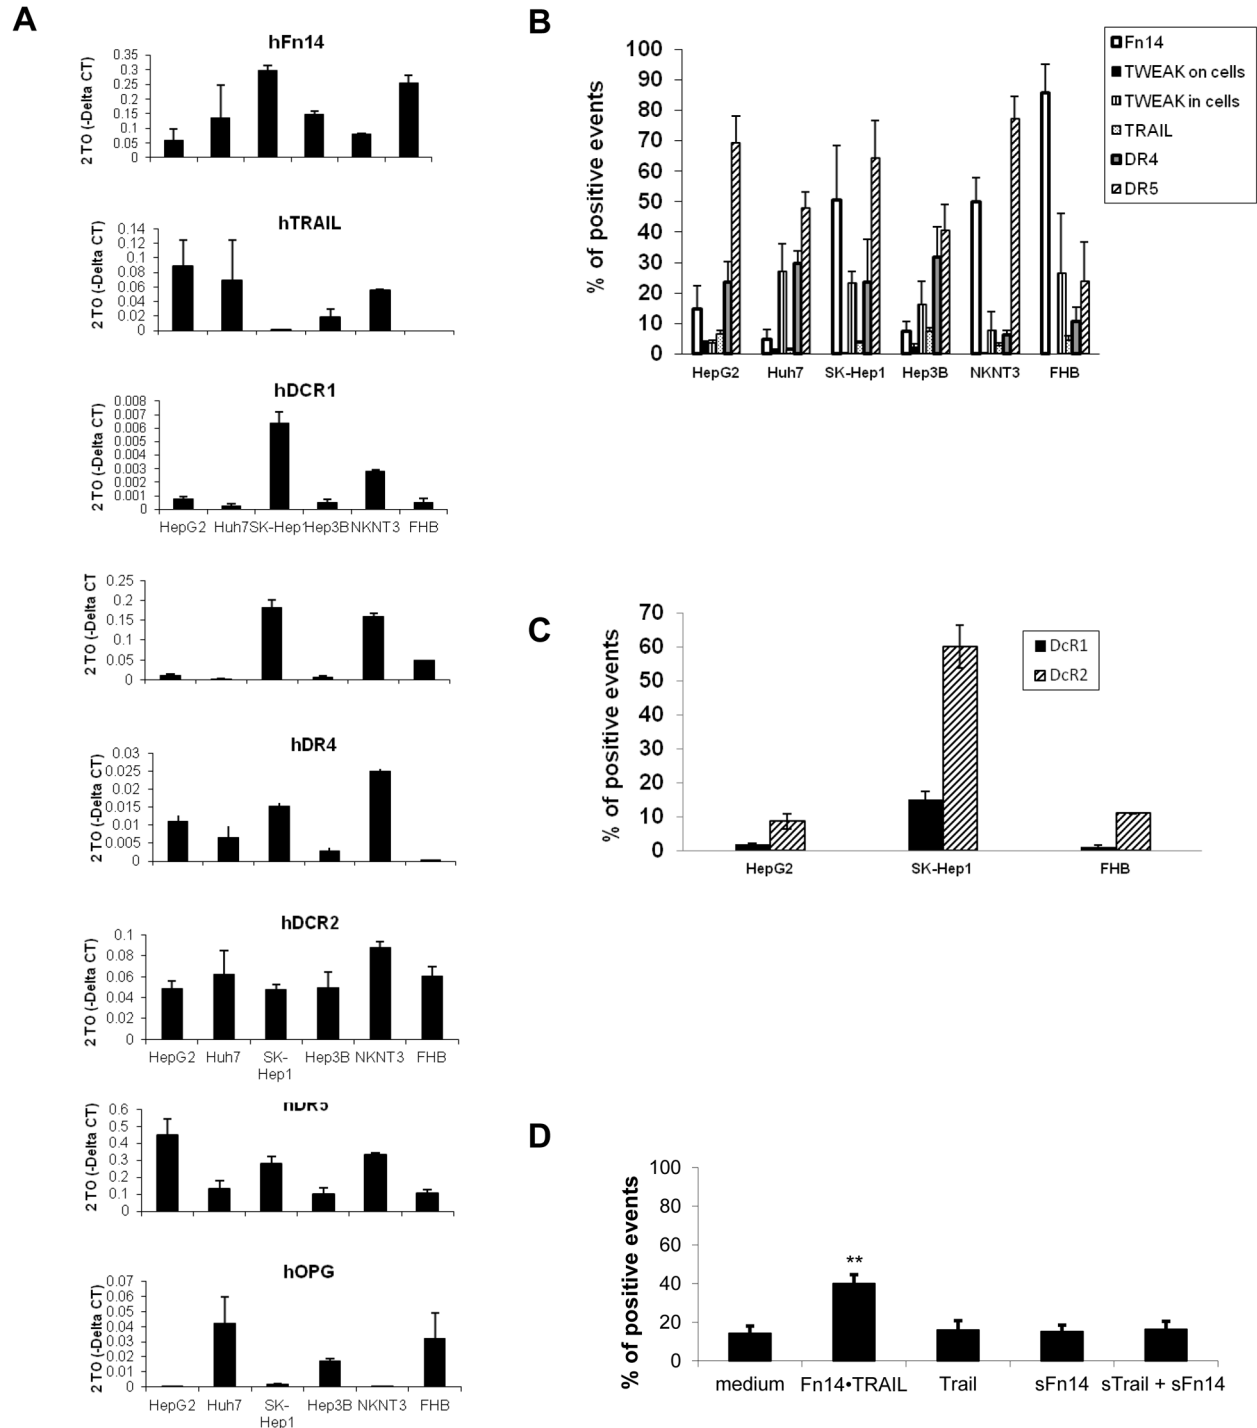 A
hFn14
2 TO (-Delta CT)
0.35
0.3
0.25
0.2
0.15
0.1
0.05
0
hTRAIL
2 TO (-Delta CT)
0.14
0.12
0.1
0.08
0.06
0.04
0.02
0
hDCR1
2 TO (-Delta CT)
0.008
0.007
0.006
0.005
0.004
0.003
0.002
0.001
0
HepG2 Huh7 SK-Hep1 Hep3B NKNT3 FHB
2 TO (-Delta CT
0.25
0.2
0.15
0.1
0.05
0
hDR4
2 TO (-Delta CT)
0.03
0.025
0.02
0.015
0.01
0.005
0
hDCR2
2 TO (-Delta CT)
0.1
0.08
0.06
0.04
0.02
0
HepG2 Huh7 SK-Hep1 Hep3B NKNT3 FHB
hDR5
2 TO (-Delta CT)
0.6
0.5
0.4
0.3
0.2
0.1
0
hOPG
2 TO (-Delta CT)
0.07
0.06
0.05
0.04
0.03
0.02
0.01
0
HepG2 Huh7 SK-Hep1 Hep3B NKNT3 FHB
B
% of positive events
100
90
80
70
60
50
40
30
20
10
0
HepG2 Huh7 SK-Hep1 Hep3B NKNT3 FHB
Fn14
TWEAK on cells
TWEAK in cells
TRAIL
DR4
DR5
C
% of positive events
70
60
50
40
30
20
10
0
HepG2 SK-Hep1 FHB
DcR1
DcR2
D
% of positive events
100
80
60
40
20
0
**
medium Fn14•TRAIL Trail sFn14 sTrail + sFn14